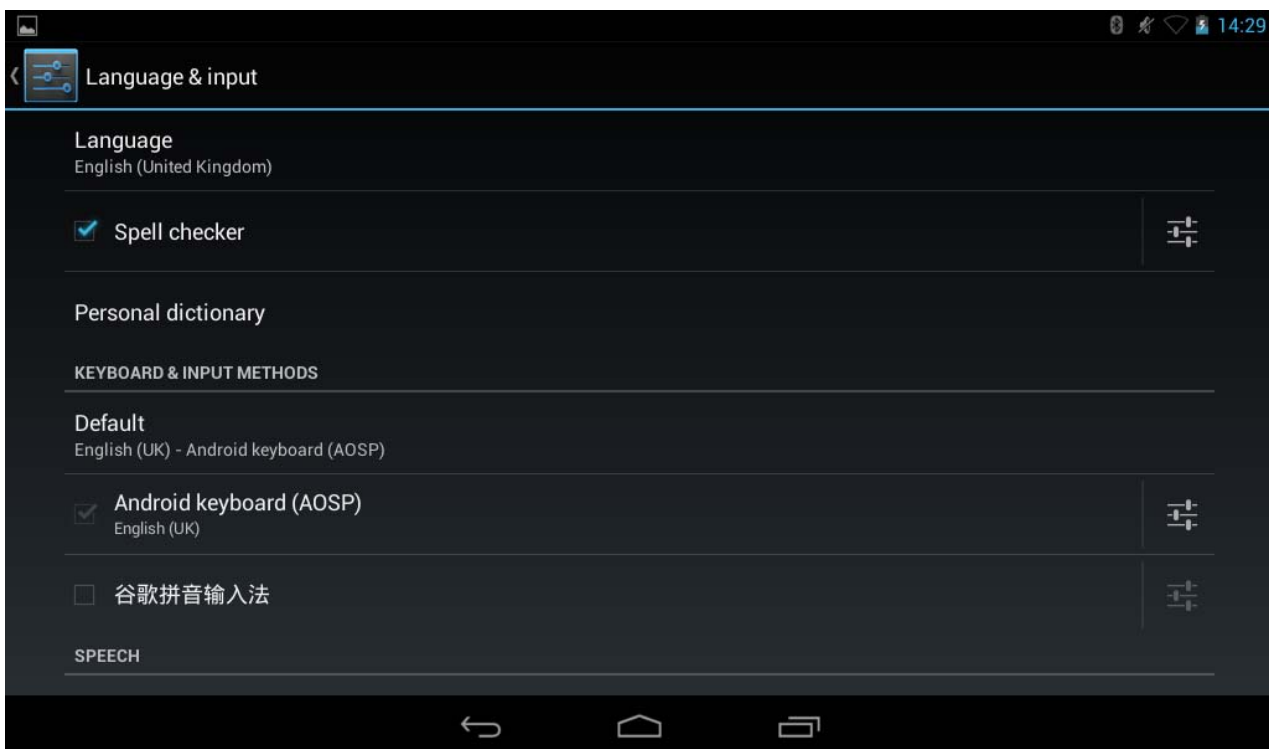 14:29
Language & input
Language
English (United Kingdom)
Spell checker
Personal dictionary
KEYBOARD & INPUT METHODS
Default
English (UK) - Android keyboard (AOSP)
Android keyboard (AOSP)
English (UK)
谷歌拼音输入法
SPEECH